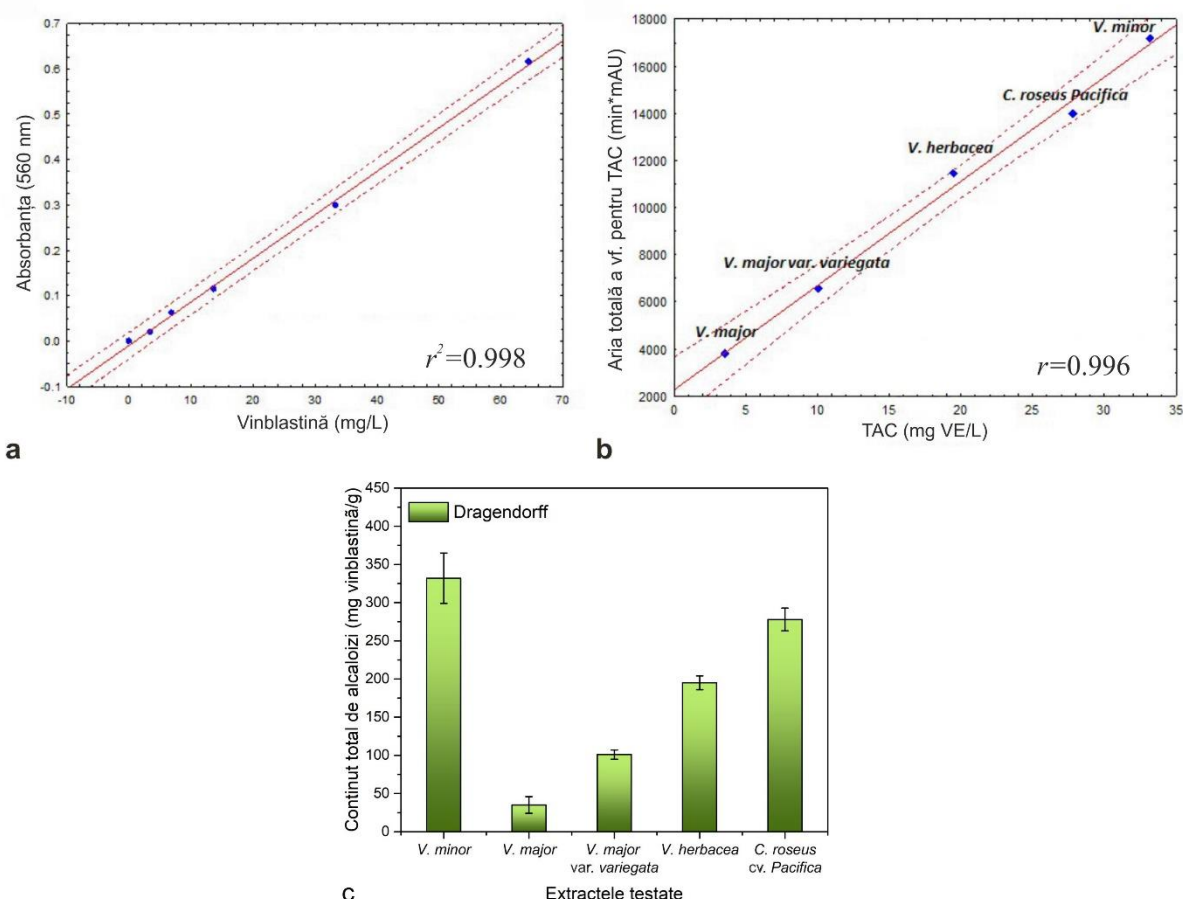 Absorbanța (560 nm)
0.7
0.6
0.5
0.4
0.3
0.2
0.1
0.0
-0.1
-10 0 10 20 30 40 50 60 70
Vinblastină (mg/L)
r²=0.998
a
Aria totală a vf. pentru TAC (min*mAU)
18000
16000
14000
12000
10000
8000
6000
4000
2000
0 5 10 15 20 25 30 35
TAC (mg VE/L)
V. minor
C. roseus Pacifica
V. herbacea
V. major var. variegata
V. major
r=0.996
b
Conținut total de alcaloizi (mg vinblastină/g)
450
400
350
300
250
200
150
100
50
0
Dragendorff
V. minor V. major V. major V. herbacea C. roseus
var. variegata cv. Pacifica
Extractele testate
c